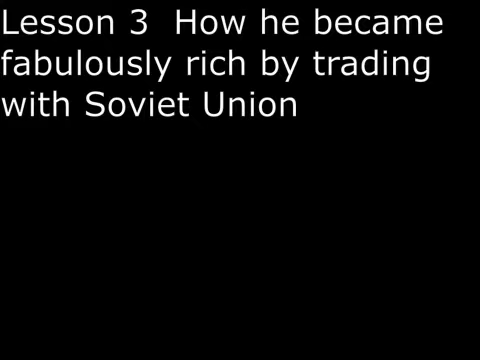 Lesson 3  How he became
fabulously rich by trading
with Soviet Union